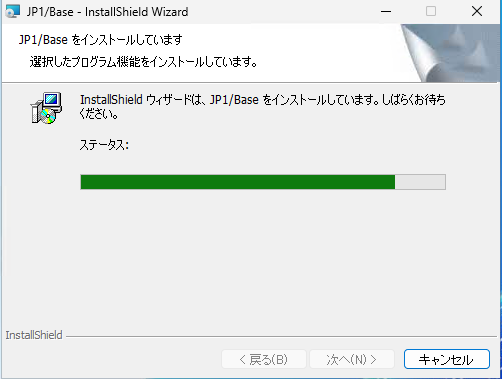 JP1/Base - InstallShield Wizard
JP1/Base をインストールしています
選択したプログラム機能をインストールしています。
InstallShield ウィザードは、JP1/Base をインストールしています。しばらくお待ち
ください。
ステータス:
InstallShield
< 戻る(B)
次へ(N) >
キャンセル